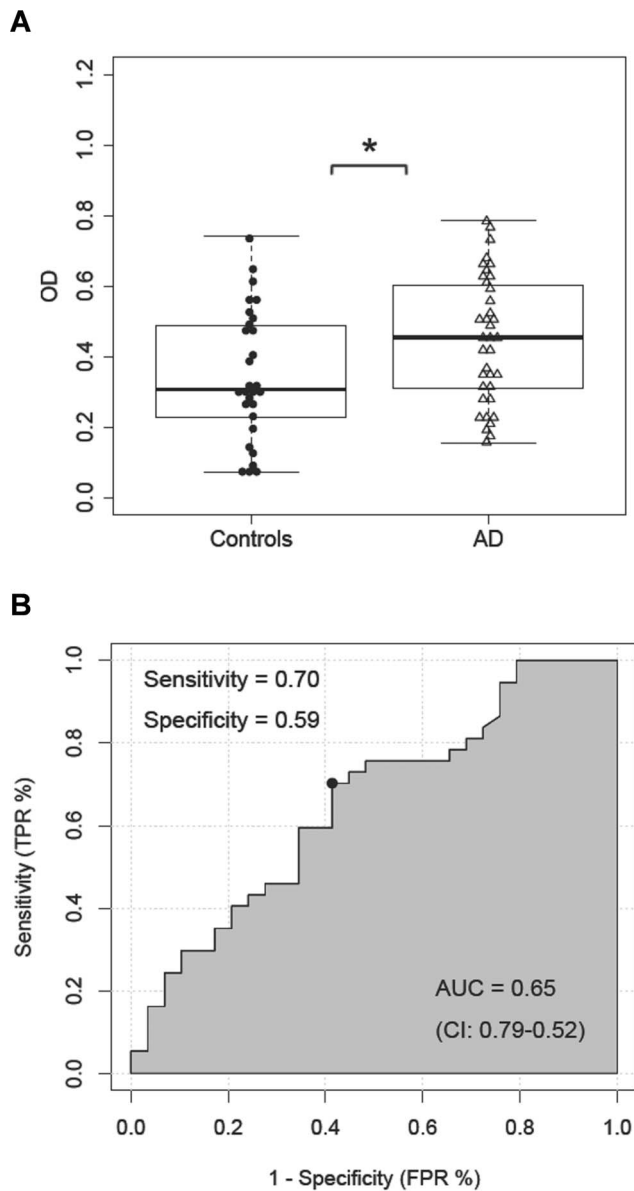 A
1.2
1.0
0.8
0.6
0.4
0.2
0.0
OD
*
Controls AD
B
1.0
0.8
0.6
0.4
0.2
0.0
Sensitivity (TPR %)
Sensitivity = 0.70
Specificity = 0.59
AUC = 0.65
(CI: 0.79-0.52)
0.0 0.2 0.4 0.6 0.8 1.0
1 - Specificity (FPR %)